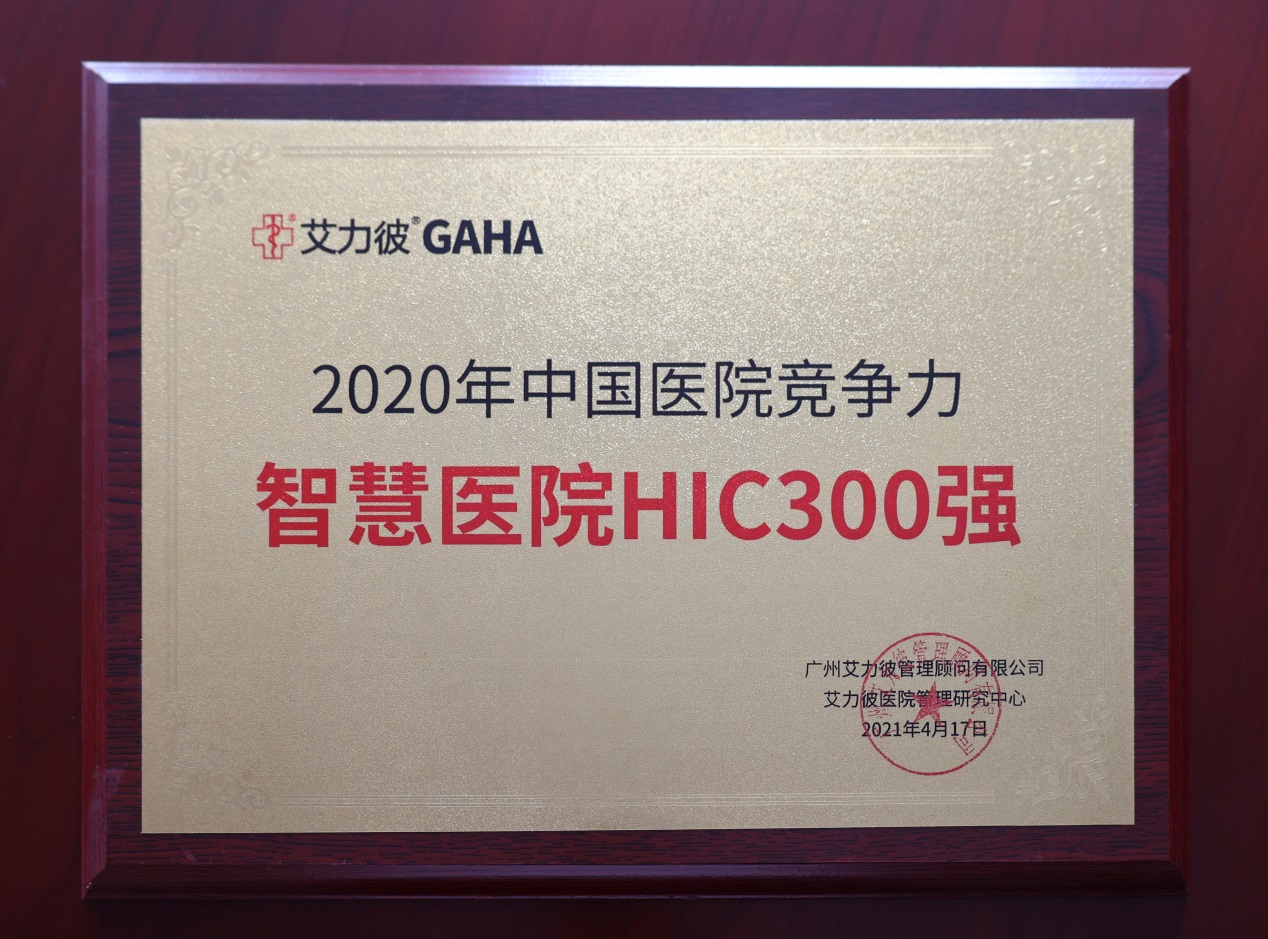 艾力彼®GAHA
2020年中国医院竞争力
智慧医院HIC300强
广州艾力彼管理顾问有限公司
艾力彼医院管理研究中心
2021年4月17日